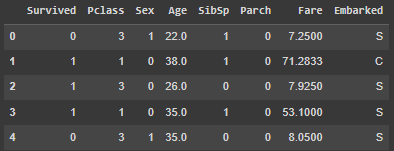 Survived Pclass Sex Age SibSp Parch Fare Embarked
0 0 3 1 22.0 1 0 7.2500 S
1 1 1 0 38.0 1 0 71.2833 C
2 1 3 0 26.0 0 0 7.9250 S
3 1 1 0 35.0 1 0 53.1000 S
4 0 3 1 35.0 0 0 8.0500 S